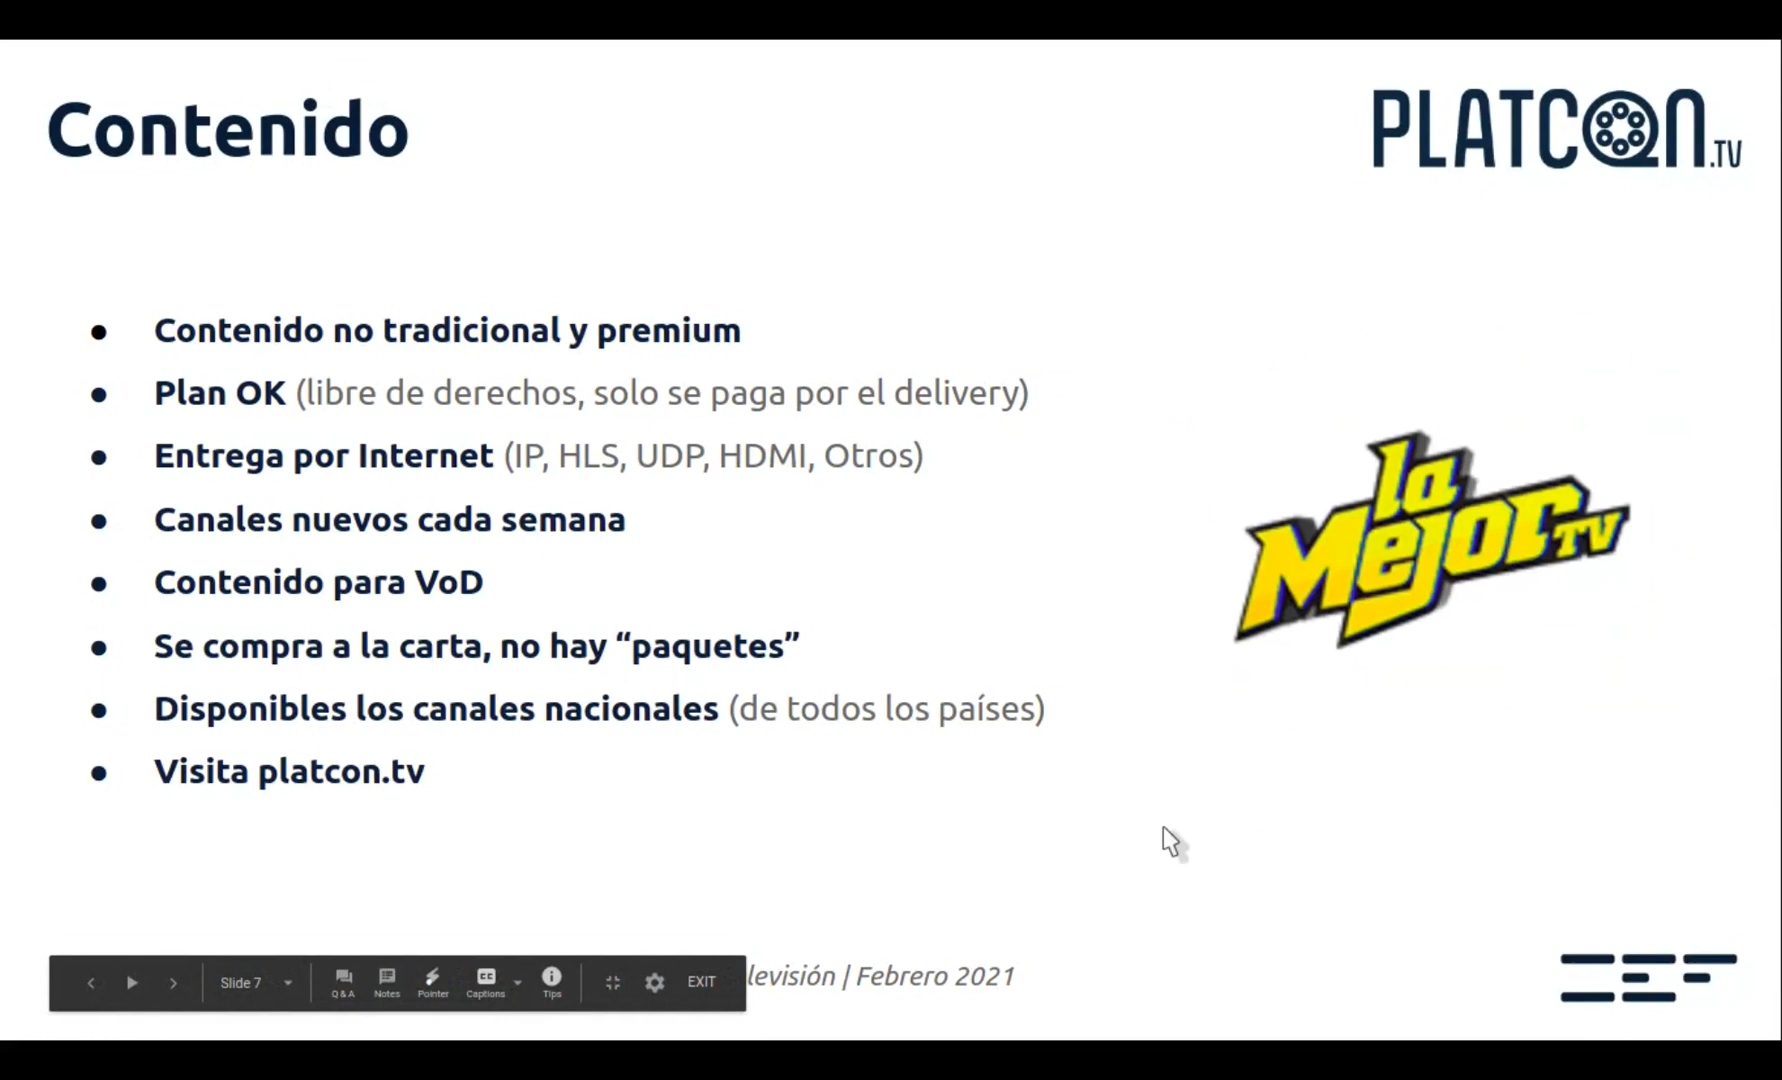 Contenido
PLATCON.TV
Contenido no tradicional y premium
Plan OK (libre de derechos, solo se paga por el delivery)
Entrega por Internet (IP, HLS, UDP, HDMI, Otros)
Canales nuevos cada semana
Contenido para VoD
Se compra a la carta, no hay “paquetes”
Disponibles los canales nacionales (de todos los países)
Visita platcon.tv
la
Mejor TV
Slide 7
Q & A
Notes
Pointer
Captions
Tips
EXIT
levisión | Febrero 2021